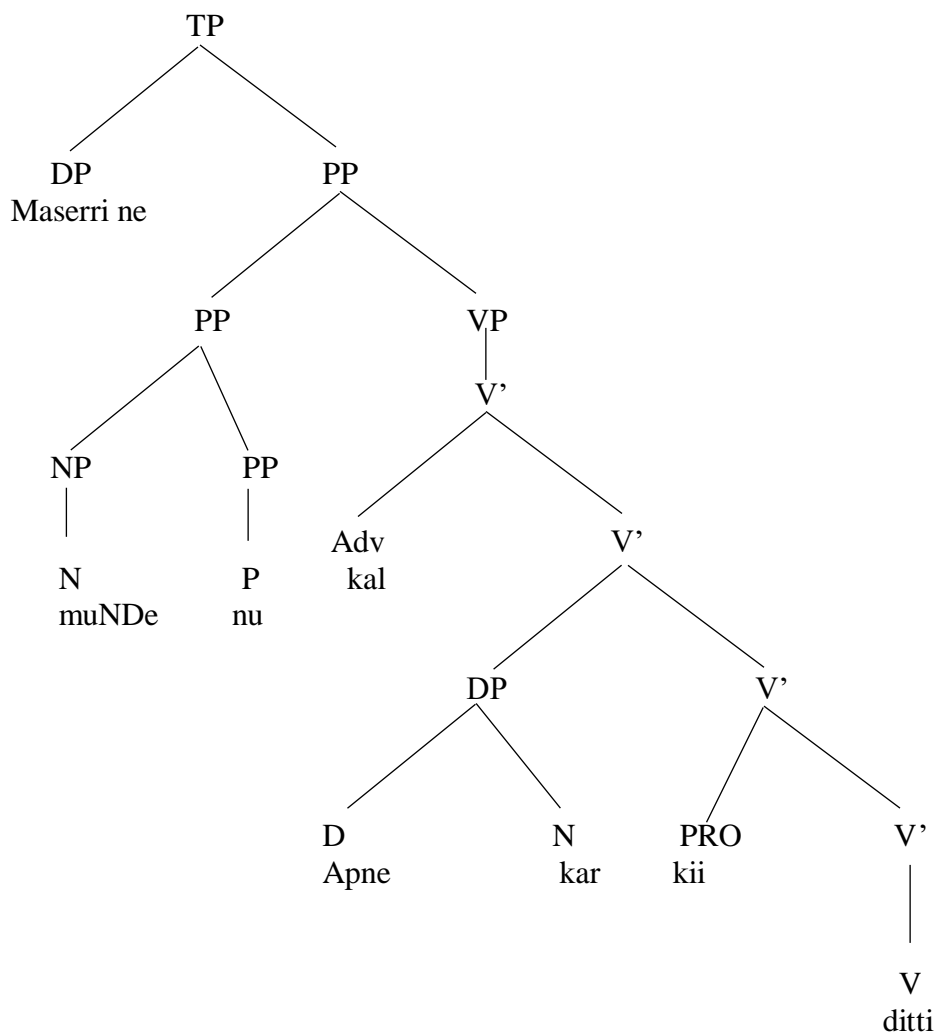 TP
DP PP
Maserri ne
PP VP
V’
NP PP
Adv V’
kal
N P
muNDe nu
DP V’
D N PRO V’
Apne kar kii
V
ditti